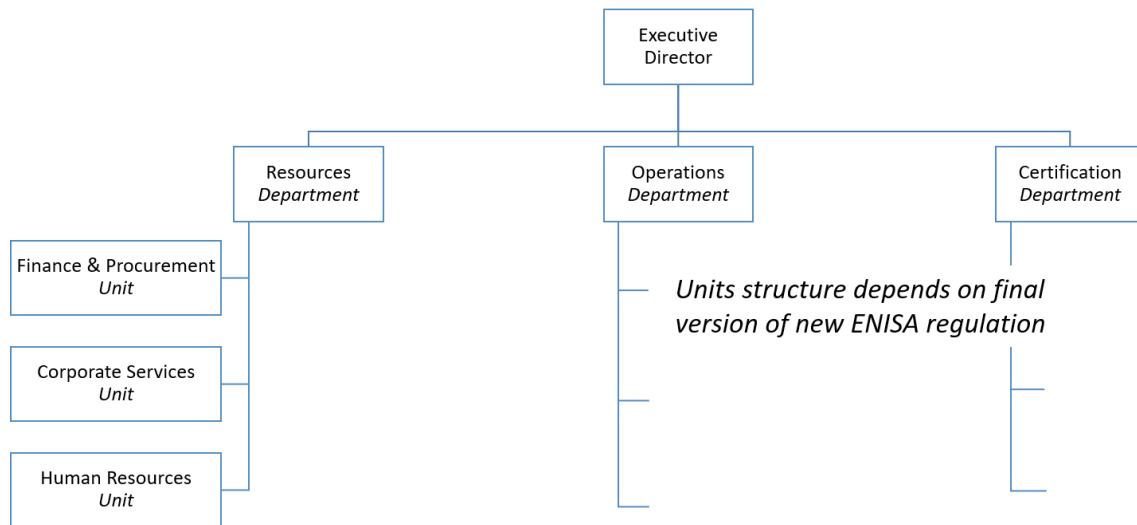 Executive
Director
Resources
Department
Operations
Department
Certification
Department
Finance & Procurement
Unit
Units structure depends on final
version of new ENISA regulation
Corporate Services
Unit
Human Resources
Unit